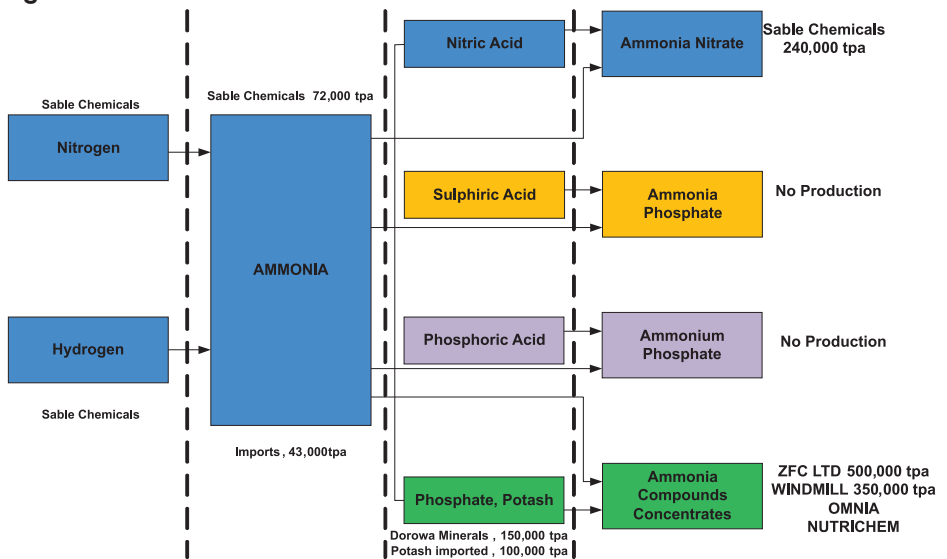 Nitric Acid
Ammonia Nitrate
Sable Chemicals
240,000 tpa
Sable Chemicals
Sable Chemicals 72,000 tpa
Nitrogen
Sulphiric Acid
Ammonia
Phosphate
No Production
AMMONIA
Hydrogen
Phosphoric Acid
Ammonium
Phosphate
No Production
Sable Chemicals
Imports , 43,000tpa
Phosphate, Potash
Ammonia
Compounds
Concentrates
ZFC LTD 500,000 tpa
WINDMILL 350,000 tpa
OMNIA
NUTRICHEM
Dorowa Minerals , 150,000 tpa
Potash imported , 100,000 tpa